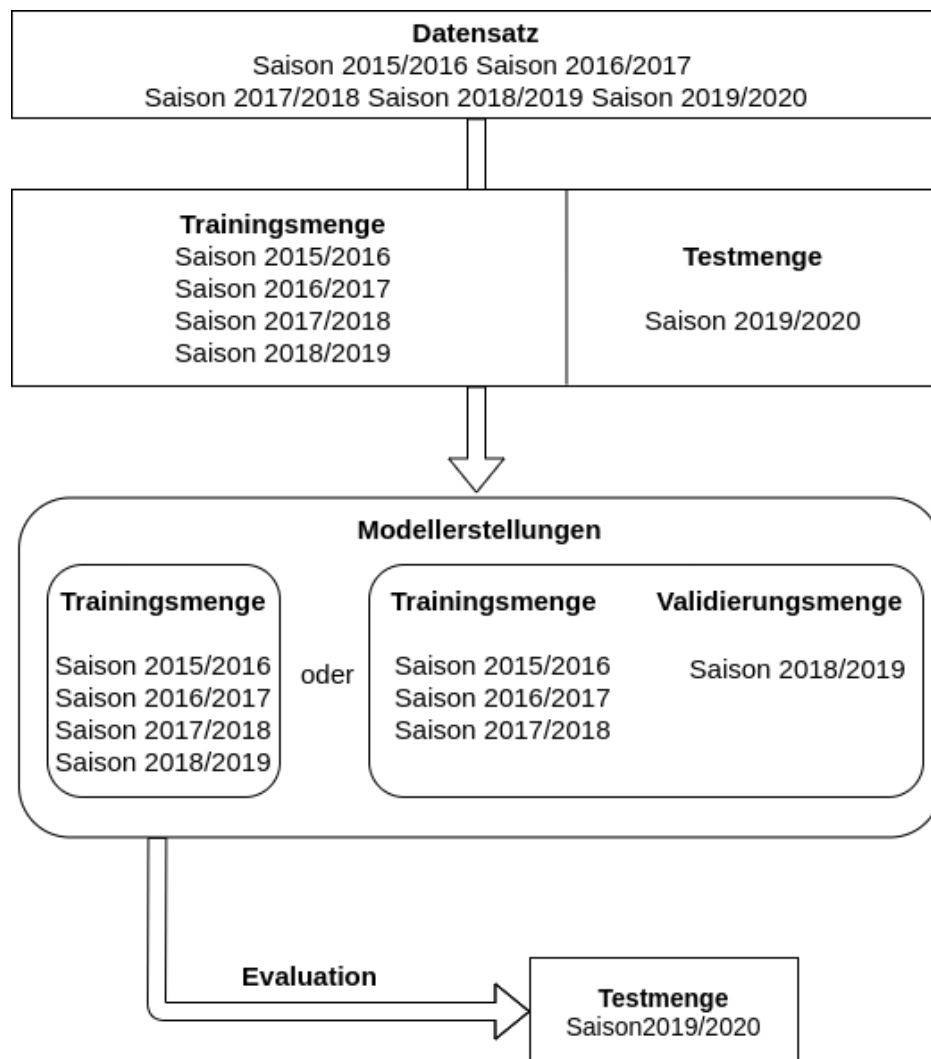 Datensatz
Saison 2015/2016 Saison 2016/2017
Saison 2017/2018 Saison 2018/2019 Saison 2019/2020
Trainingsmenge
Saison 2015/2016
Saison 2016/2017
Saison 2017/2018
Saison 2018/2019
Testmenge
Saison 2019/2020
Modellerstellungen
Trainingsmenge
Saison 2015/2016
Saison 2016/2017
Saison 2017/2018
Saison 2018/2019
oder
Trainingsmenge
Saison 2015/2016
Saison 2016/2017
Saison 2017/2018
Validierungsmenge
Saison 2018/2019
Evaluation
Testmenge
Saison2019/2020